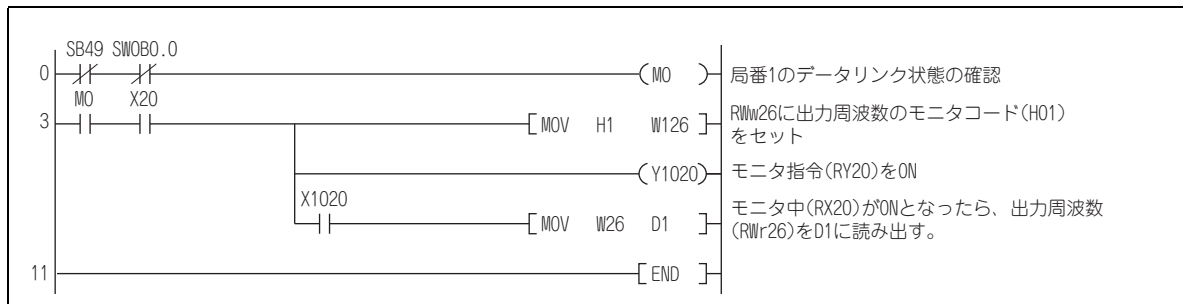 SB49 SW0B0.0
0 M0 局番1のデータリンク状態の確認
M0 X20
3 MOV H1 W126 RWw26に出力周波数のモニタコード(H01)
をセット
Y1020 モニタ指令(RY20)をON
X1020
MOV W26 D1 モニタ中(RX20)がONとなったら、出力周波数
(RWr26)をD1に読み出す。
11 END